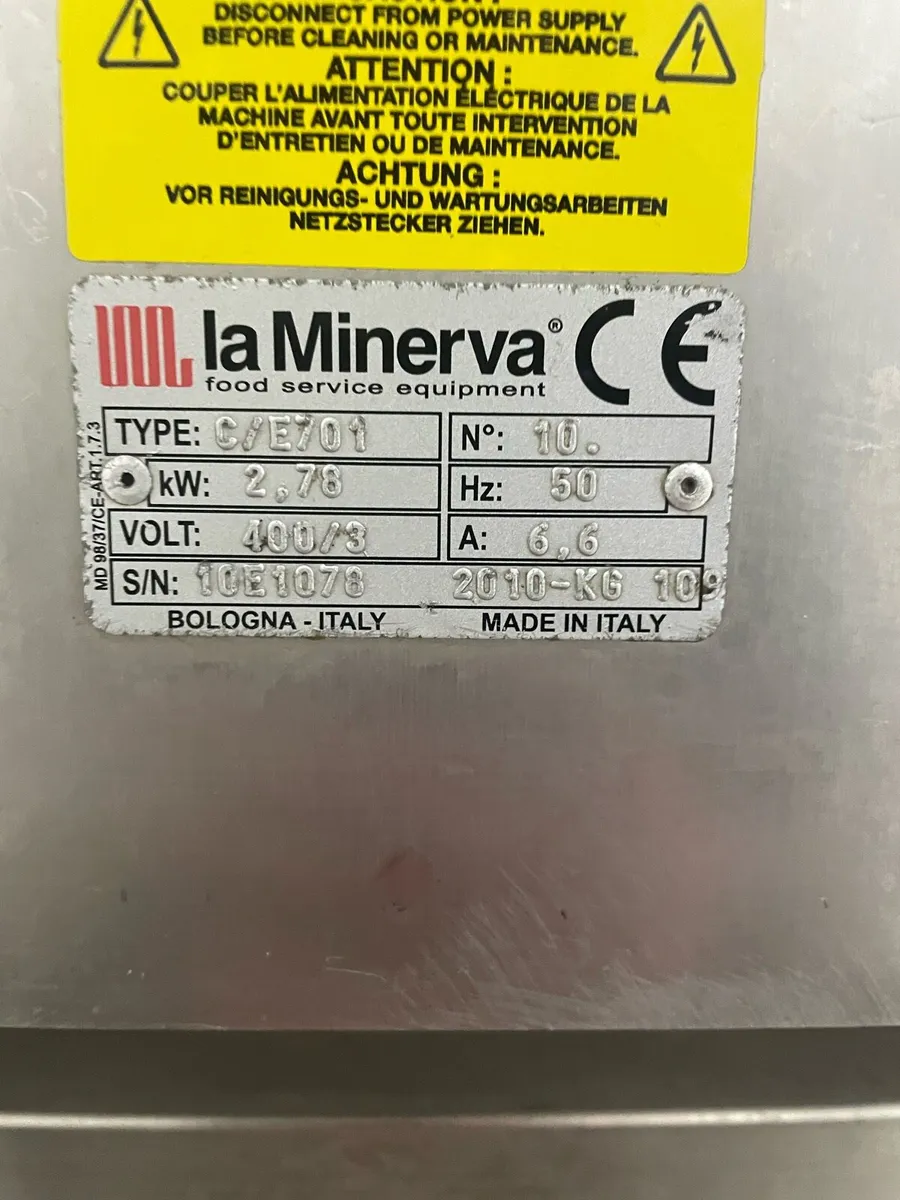 DISCONNECT FROM POWER SUPPLY
BEFORE CLEANING OR MAINTENANCE.
ATTENTION :
COUPER L'ALIMENTATION ÉLECTRIQUE DE LA
MACHINE AVANT TOUTE INTERVENTION
D'ENTRETIEN OU DE MAINTENANCE.
ACHTUNG :
VOR REINIGUNGS- UND WARTUNGSARBEITEN
NETZSTECKER ZIEHEN.
la Minerva® CE
food service equipment
MD 98/37/CE-ART.1.7.3
TYPE: C/E701 N°: 10.
kW: 2,78 Hz: 50
VOLT: 400/3 A: 6,6
S/N: 10E1078 2010-KG 109
BOLOGNA - ITALY MADE IN ITALY